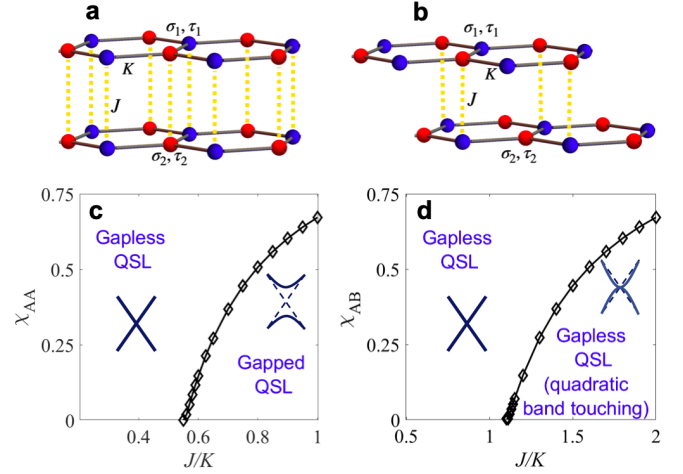 a
b
σ₁, τ₁
σ₁, τ₁
K
K
J
J
σ₂, τ₂
σ₂, τ₂
c
0.75
0.5
0.25
0
χ_AA
Gapless
QSL
Gapped
QSL
0.4
0.6
0.8
1
J/K
d
0.75
0.5
0.25
0
χ_AB
Gapless
QSL
Gapless
QSL
(quadratic
band touching)
0.5
1
1.5
2
J/K